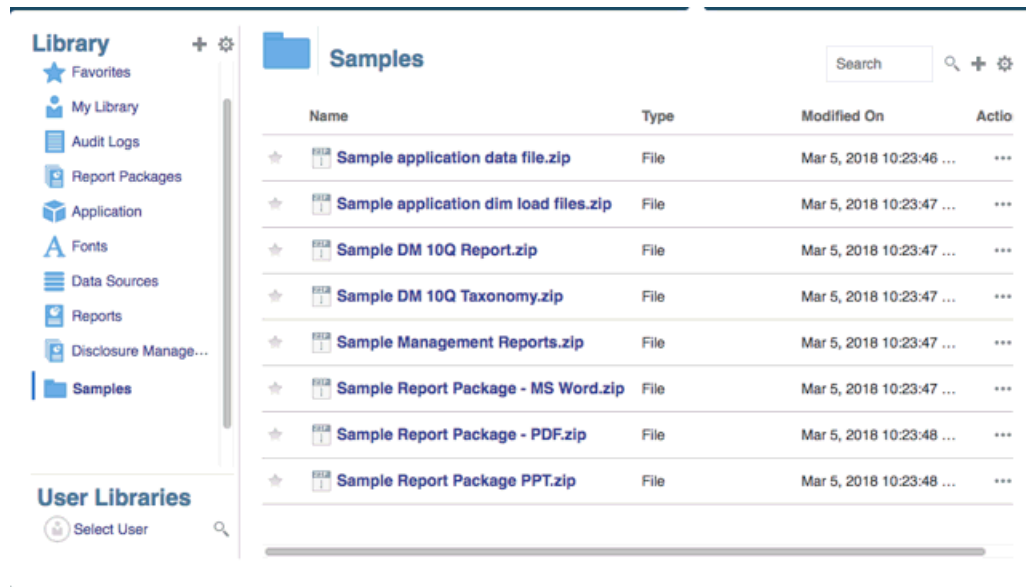 Library
Favorites
My Library
Audit Logs
Report Packages
Application
Fonts
Data Sources
Reports
Disclosure Manage...
Samples
User Libraries
Select User
Samples
Search
Name Type Modified On Actio
Sample application data file.zip File Mar 5, 2018 10:23:46 ...
Sample application dim load files.zip File Mar 5, 2018 10:23:47 ...
Sample DM 10Q Report.zip File Mar 5, 2018 10:23:47 ...
Sample DM 10Q Taxonomy.zip File Mar 5, 2018 10:23:47 ...
Sample Management Reports.zip File Mar 5, 2018 10:23:47 ...
Sample Report Package - MS Word.zip File Mar 5, 2018 10:23:47 ...
Sample Report Package - PDF.zip File Mar 5, 2018 10:23:48 ...
Sample Report Package PPT.zip File Mar 5, 2018 10:23:48 ...